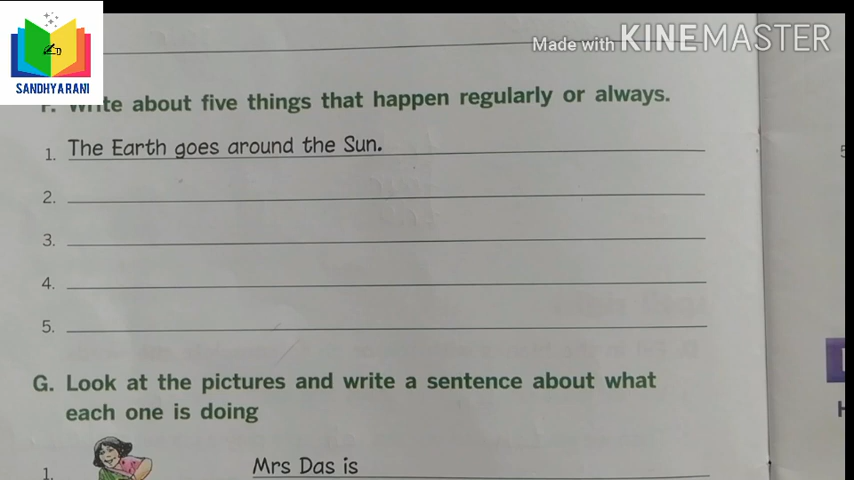 SANDHYARANI
Made with KINEMASTER
F. Write about five things that happen regularly or always.
1. The Earth goes around the Sun.
2.
3.
4.
5.
G. Look at the pictures and write a sentence about what
each one is doing
1. Mrs Das is